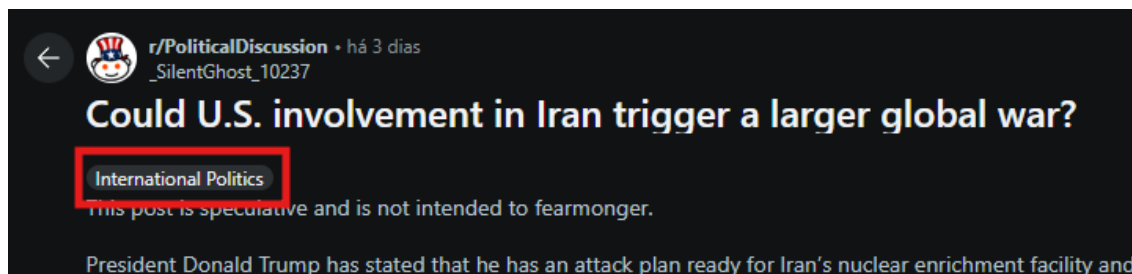 r/PoliticalDiscussion • há 3 dias
_SilentGhost_10237
Could U.S. involvement in Iran trigger a larger global war?
International Politics
This post is speculative and is not intended to fearmonger.
President Donald Trump has stated that he has an attack plan ready for Iran’s nuclear enrichment facility and